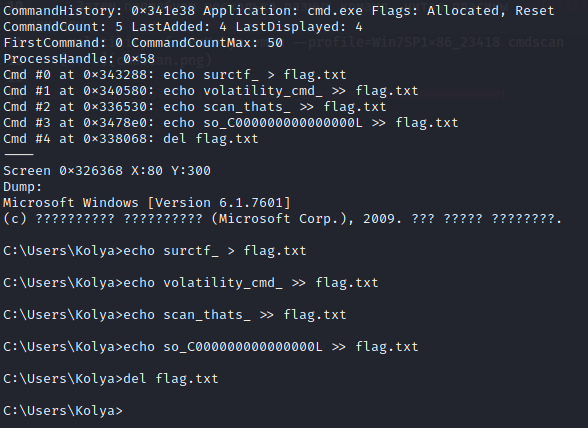 CommandHistory: 0×341e38 Application: cmd.exe Flags: Allocated, Reset
CommandCount: 5 LastAdded: 4 LastDisplayed: 4
FirstCommand: 0 CommandCountMax: 50
ProcessHandle: 0×58
Cmd #0 at 0×343288: echo surctf_ > flag.txt
Cmd #1 at 0×340580: echo volatility_cmd_ >> flag.txt
Cmd #2 at 0×336530: echo scan_thats_ >> flag.txt
Cmd #3 at 0×3478e0: echo so_C000000000000000L >> flag.txt
Cmd #4 at 0×338068: del flag.txt
----
Screen 0×326368 X:80 Y:300
Dump:
Microsoft Windows [Version 6.1.7601]
(c) ?????????? ?????????? (Microsoft Corp.), 2009. ??? ????? ????????.
C:\Users\Kolya>echo surctf_ > flag.txt
C:\Users\Kolya>echo volatility_cmd_ >> flag.txt
C:\Users\Kolya>echo scan_thats_ >> flag.txt
C:\Users\Kolya>echo so_C000000000000000L >> flag.txt
C:\Users\Kolya>del flag.txt
C:\Users\Kolya>